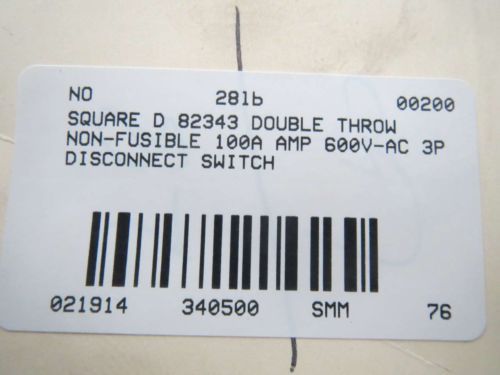 NO 28lb 00200
SQUARE D 82343 DOUBLE THROW
NON-FUSIBLE 100A AMP 600V-AC 3P
DISCONNECT SWITCH
021914 340500 SMM 76